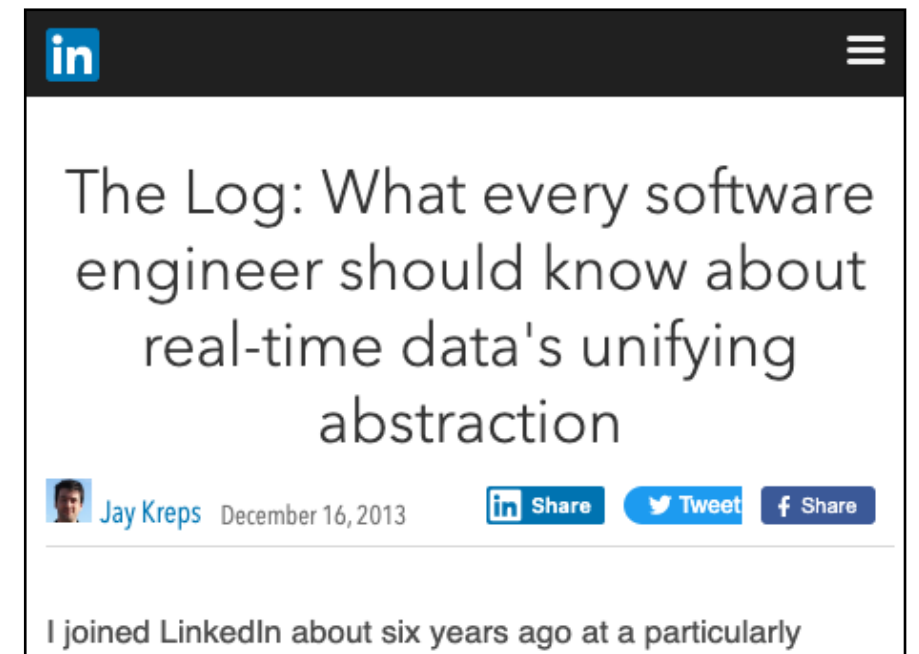 in
The Log: What every software
engineer should know about
real-time data's unifying
abstraction
Jay Kreps December 16, 2013 in Share Tweet f Share
I joined LinkedIn about six years ago at a particularly